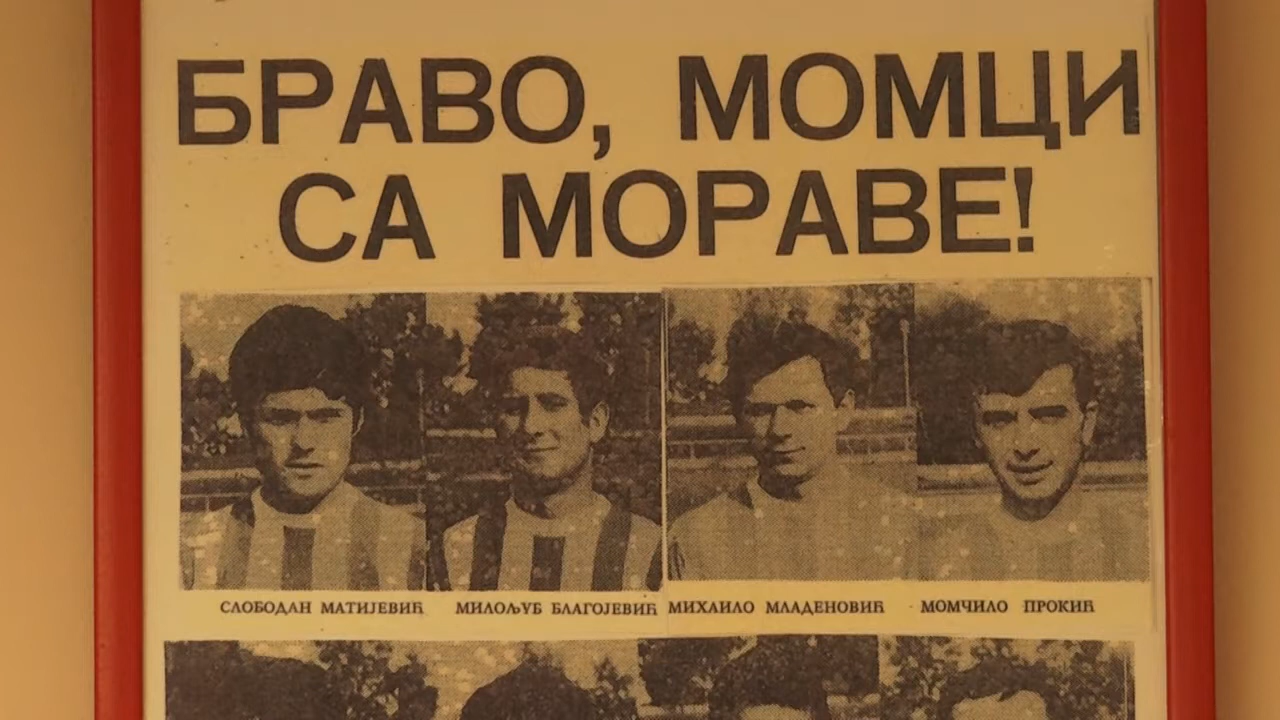 БРАВО, МОМЦИ
СА МОРАВЕ!
СЛОБОДАН МАТИЈЕВИЋ МИЛОЉУБ БЛАГОЈЕВИЋ МИХАИЛО МЛАДЕНОВИЋ МОМЧИЛО ПРОКИЋ